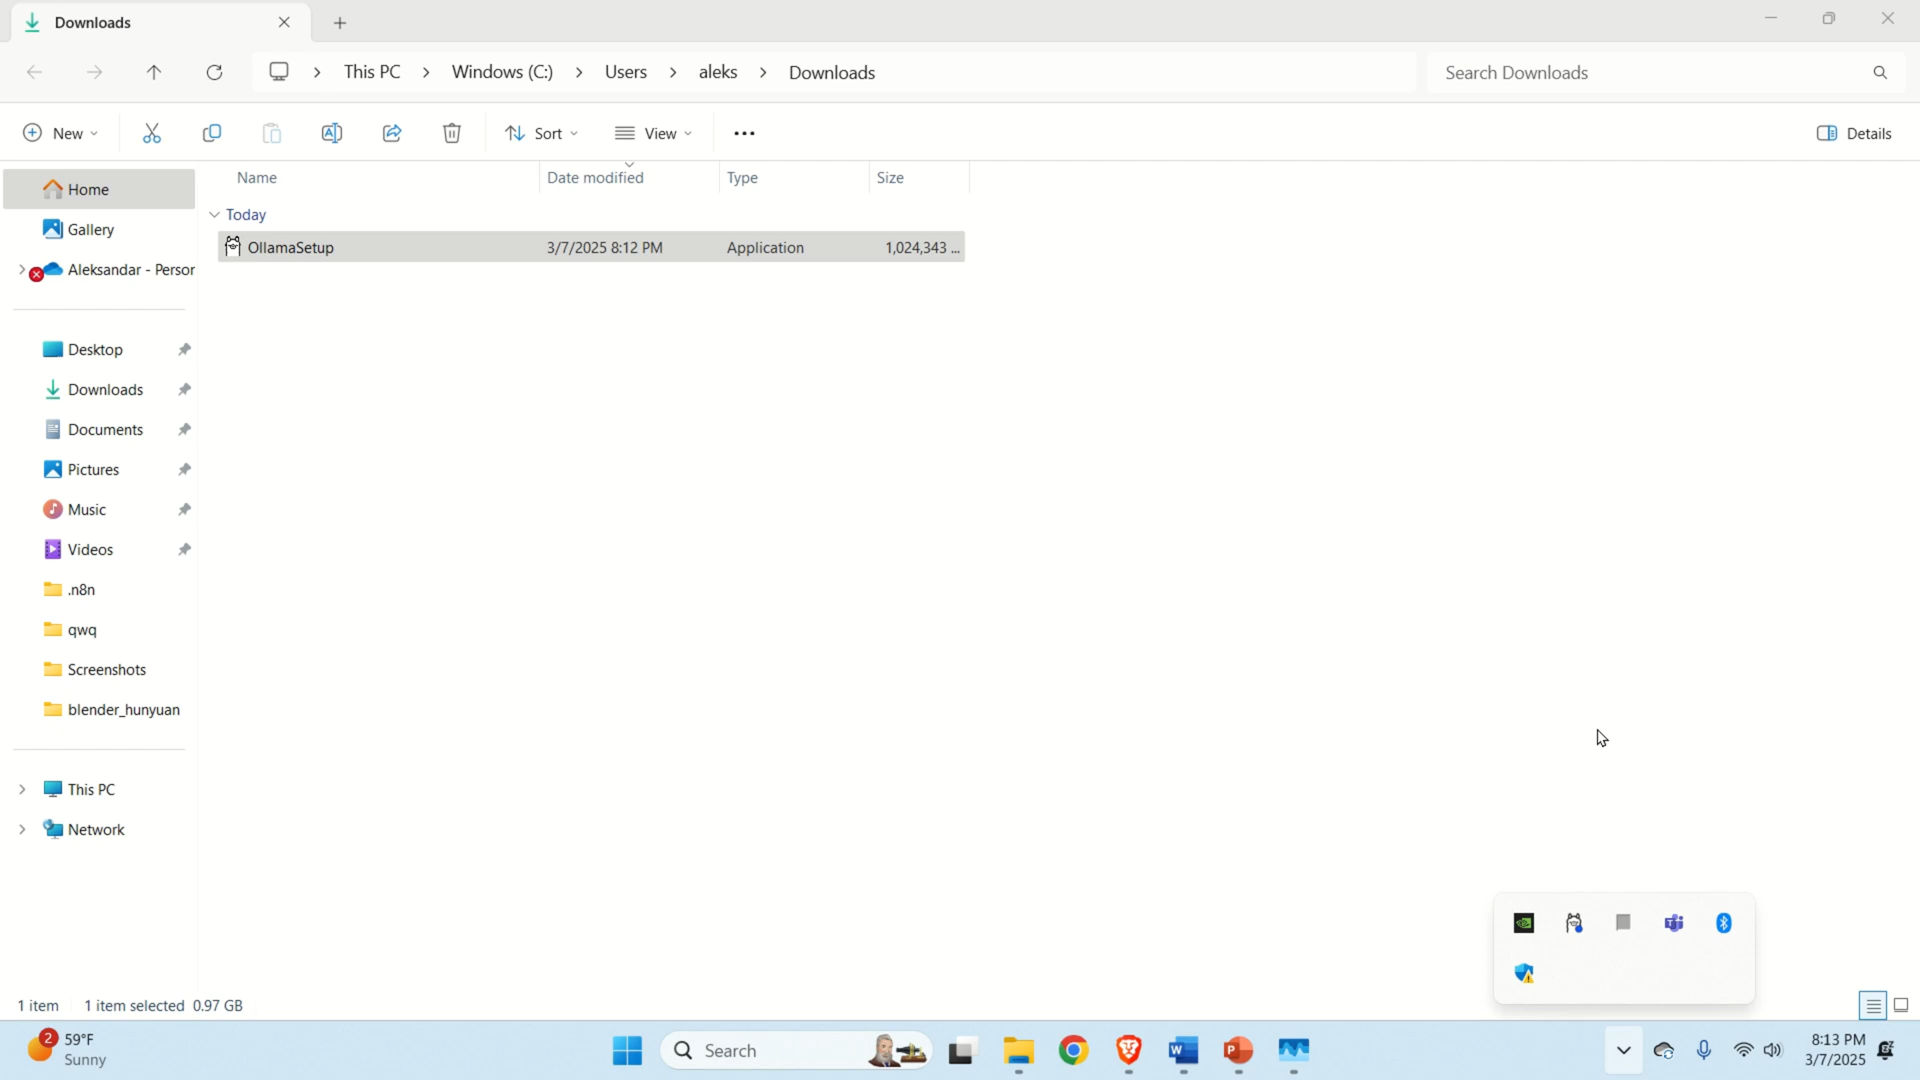 Downloads
This PC Windows (C:) Users aleks Downloads Search Downloads
New Sort View Details
Home
Gallery
Aleksandar - Person
Desktop
Downloads
Documents
Pictures
Music
Videos
.n8n
qwq
Screenshots
blender_hunyuan
This PC
Network
Name Date modified Type Size
Today
OllamaSetup 3/7/2025 8:12 PM Application 1,024,343 ...
1 item 1 item selected 0.97 GB
2 59°F
Sunny
Search
W
P
8:13 PM
3/7/2025